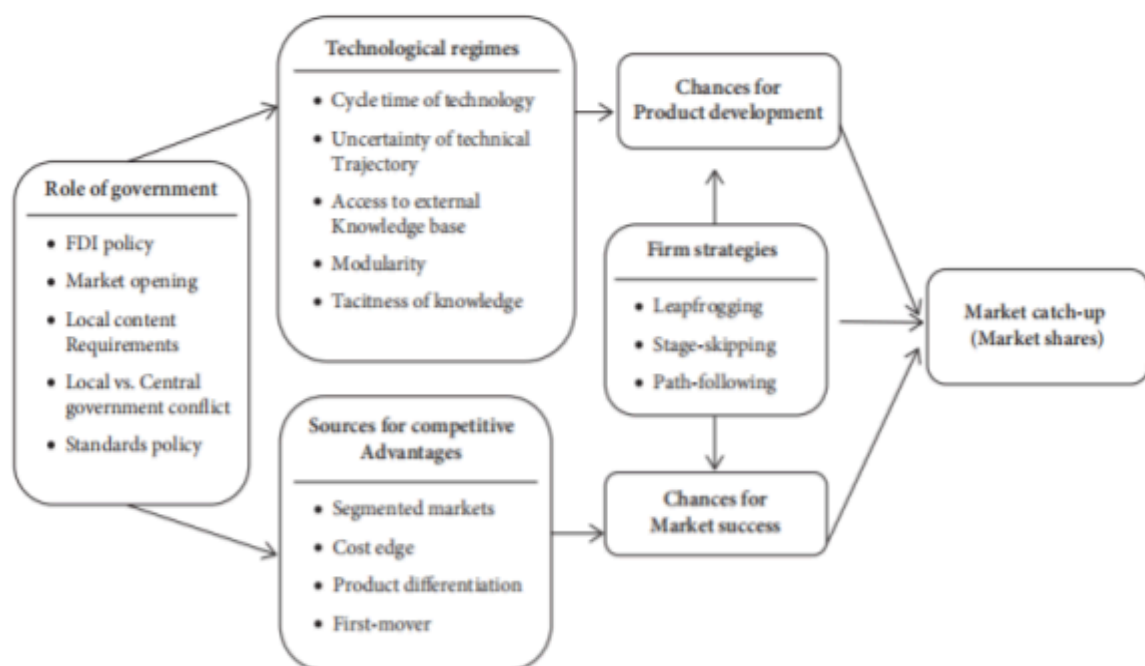 Role of government
• FDI policy
• Market opening
• Local content
Requirements
• Local vs. Central
government conflict
• Standards policy
Technological regimes
• Cycle time of technology
• Uncertainty of technical
Trajectory
• Access to external
Knowledge base
• Modularity
• Tacitness of knowledge
Sources for competitive
Advantages
• Segmented markets
• Cost edge
• Product differentiation
• First-mover
Chances for
Product development
Firm strategies
• Leapfrogging
• Stage-skipping
• Path-following
Chances for
Market success
Market catch-up
(Market shares)